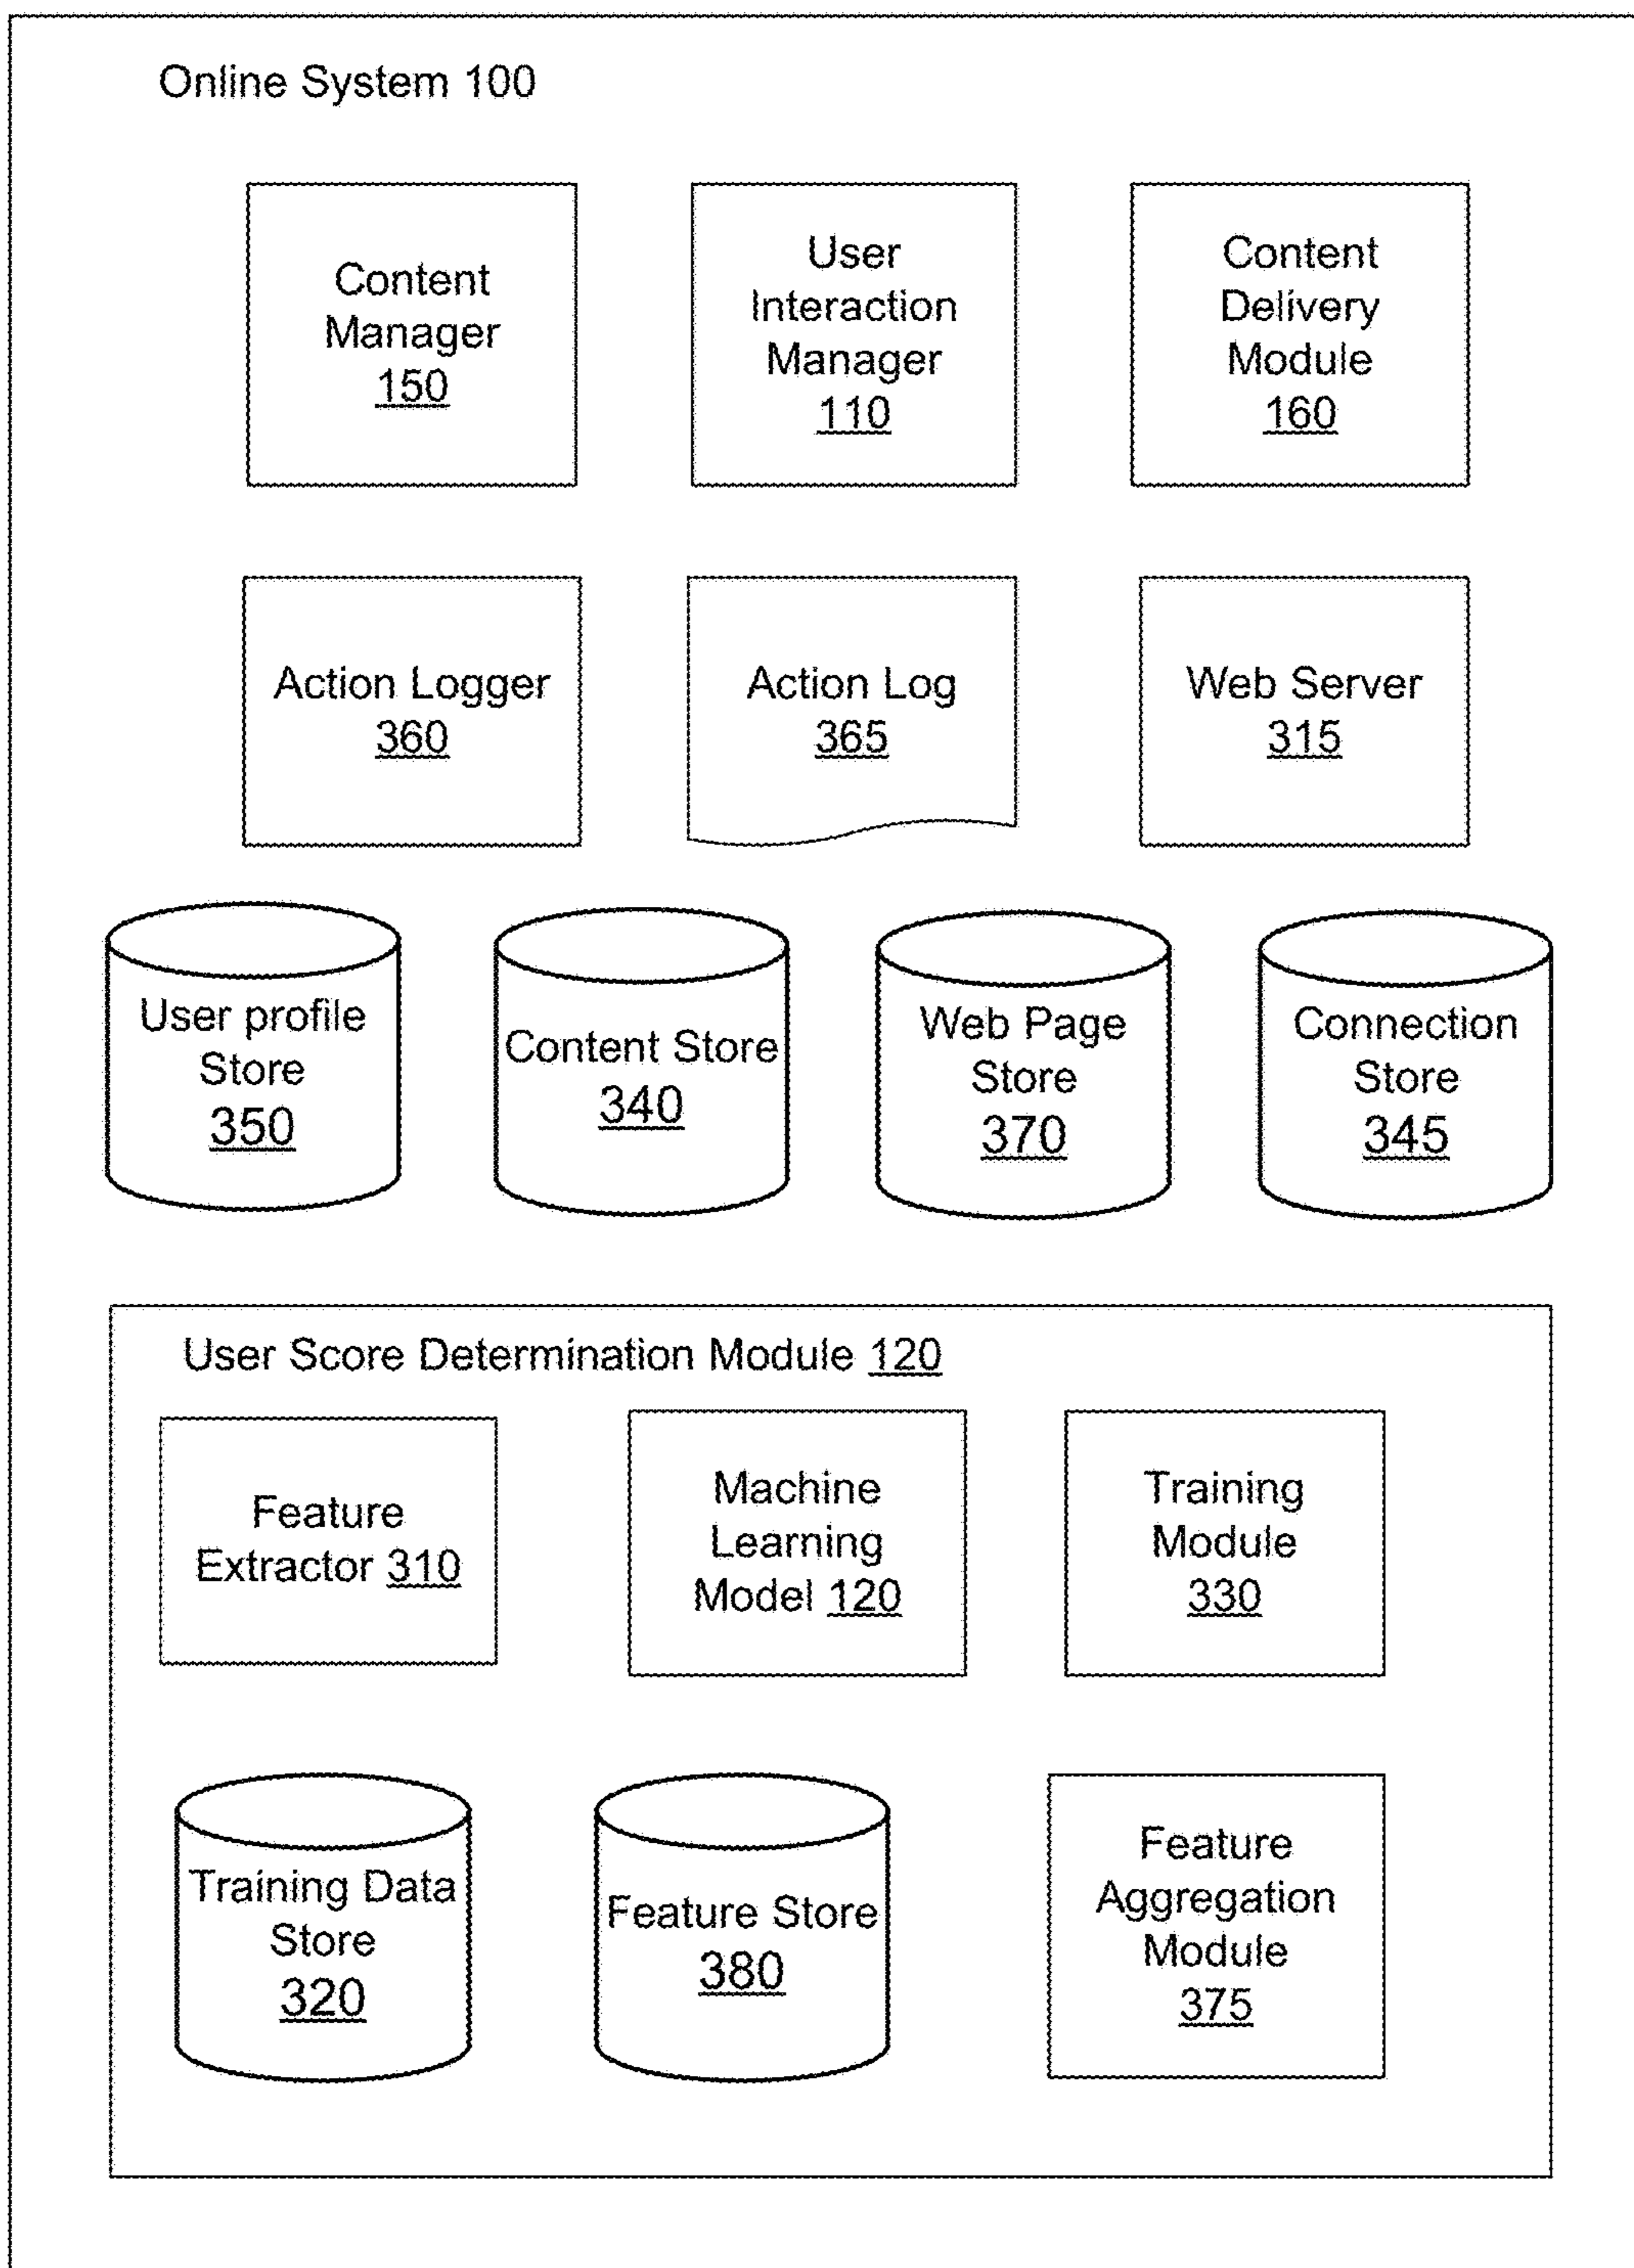 Online System 100
Content
Manager
150
User
Interaction
Manager
110
Content
Delivery
Module
160
Action Logger
360
Action Log
365
Web Server
315
User profile
Store
350
Content Store
340
Web Page
Store
370
Connection
Store
345
User Score Determination Module 120
Feature
Extractor 310
Machine
Learning
Model 120
Training
Module
330
Training Data
Store
320
Feature Store
380
Feature
Aggregation
Module
375